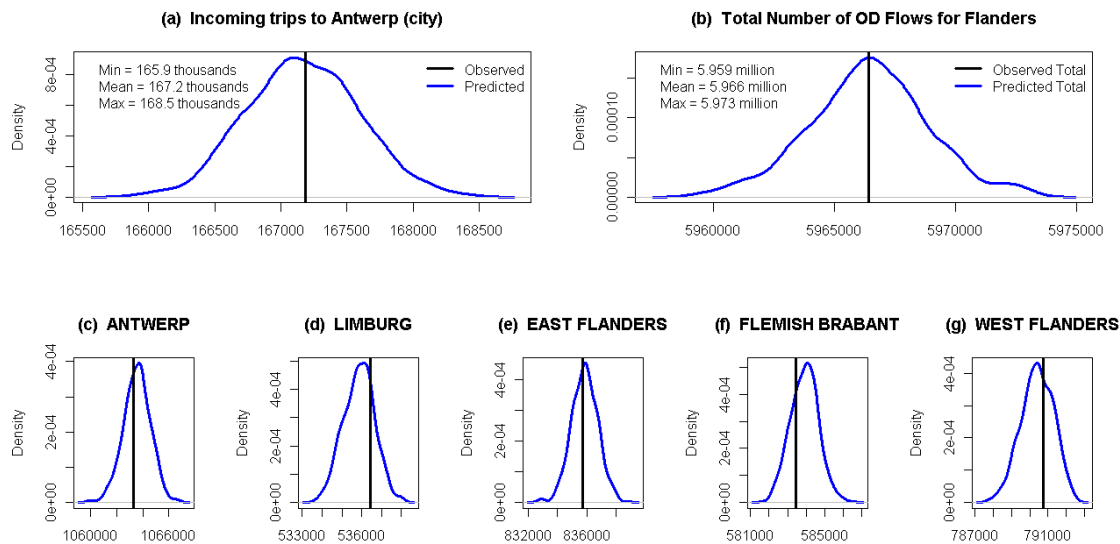 (a) Incoming trips to Antwerp (city)
Density
0e+00 4e-04 8e-04
Min = 165.9 thousands
Mean = 167.2 thousands
Max = 168.5 thousands
Observed
Predicted
165500 166000 166500 167000 167500 168000 168500
(b) Total Number of OD Flows for Flanders
Density
0.00000 0.00010
Min = 5.959 million
Mean = 5.966 million
Max = 5.973 million
Observed Total
Predicted Total
5960000 5965000 5970000 5975000
(c) ANTWERP
Density
0e+00 2e-04 4e-04
1060000 1066000
(d) LIMBURG
Density
0e+00 2e-04 4e-04
533000 536000
(e) EAST FLANDERS
Density
0e+00 2e-04 4e-04
832000 836000
(f) FLEMISH BRABANT
Density
0e+00 2e-04 4e-04
581000 585000
(g) WEST FLANDERS
Density
0e+00 2e-04 4e-04
787000 791000